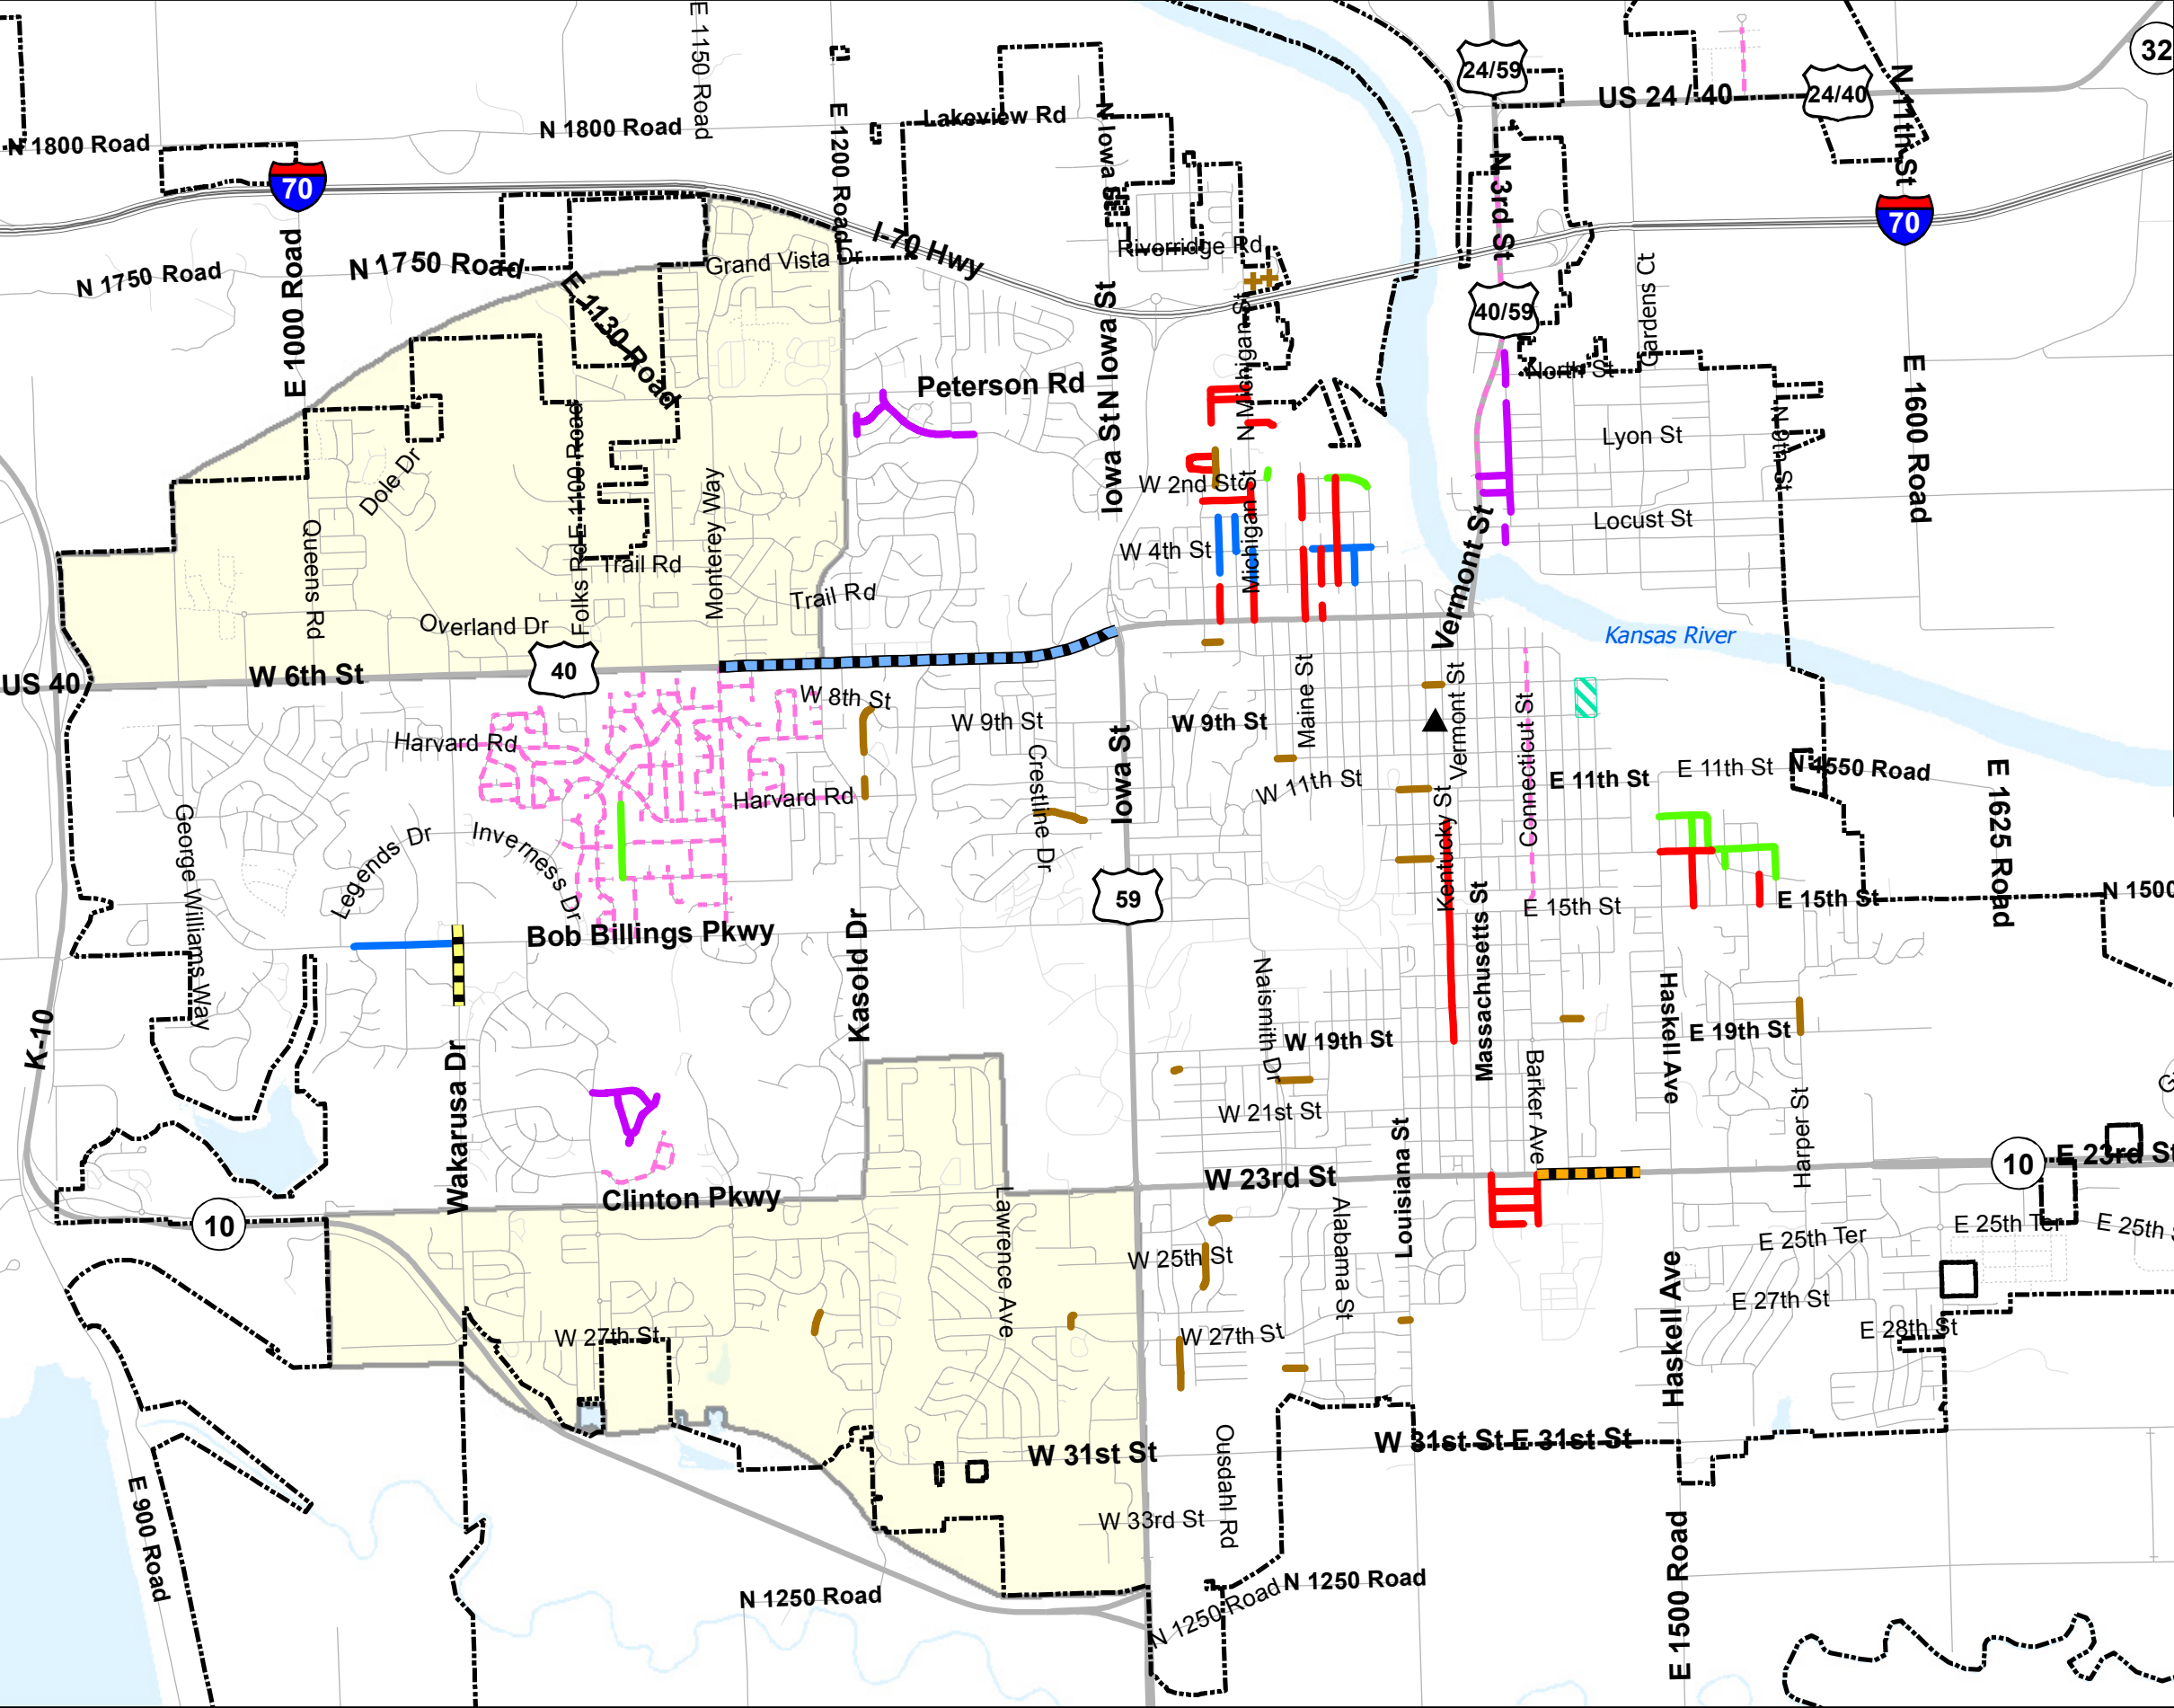 E 1150 Road
24/59
32
US 24 / 40
24/40
N 11th St
N 1800 Road
N 1800 Road
E 1200 Road
Lakeview Rd
N Iowa St
N 3rd St
70
70
N 1750 Road
N 1750 Road
E 1000 Road
E 1130 Road
Grand Vista Dr
I-70 Hwy
Riverridge Rd
N Michigan St
40/59
Gardens Ct
North St
E 1600 Road
Peterson Rd
Iowa St
N Iowa St
Lyon St
Dole Dr
E 1100 Road
Folks Rd
Monterey Way
W 2nd St
Michigan St
Locust St
Queens Rd
Trail Rd
Trail Rd
W 4th St
Vermont St
Overland Dr
Kansas River
US 40
W 6th St
40
W 8th St
W 9th St
W 9th St
Maine St
Vermont St
Connecticut St
Harvard Rd
Harvard Rd
Crestline Dr
Iowa St
W 11th St
E 11th St
E 11th St
N 1550 Road
E 1625 Road
George Williams Way
Legends Dr
Inverness Dr
Kentucky St
59
E 15th St
E 15th St
N 1500
Bob Billings Pkwy
Kasold Dr
Naismith Dr
Massachusetts St
Haskell Ave
K-10
W 19th St
E 19th St
Wakarusa Dr
Barker Ave
W 21st St
Harder St
Louisiana St
10
E 23rd St
W 23rd St
Clinton Pkwy
10
Lawrence Ave
Alabama St
W 25th St
E 25th Ter
E 25th Ter
E 25th
W 27th St
W 27th St
E 27th St
E 28th St
Haskell Ave
W 31st St
W 31st St
E 31st St
Ousdahl Rd
W 33rd St
E 900 Road
N 1250 Road
N 1250 Road
N 1250 Road
E 1500 Road